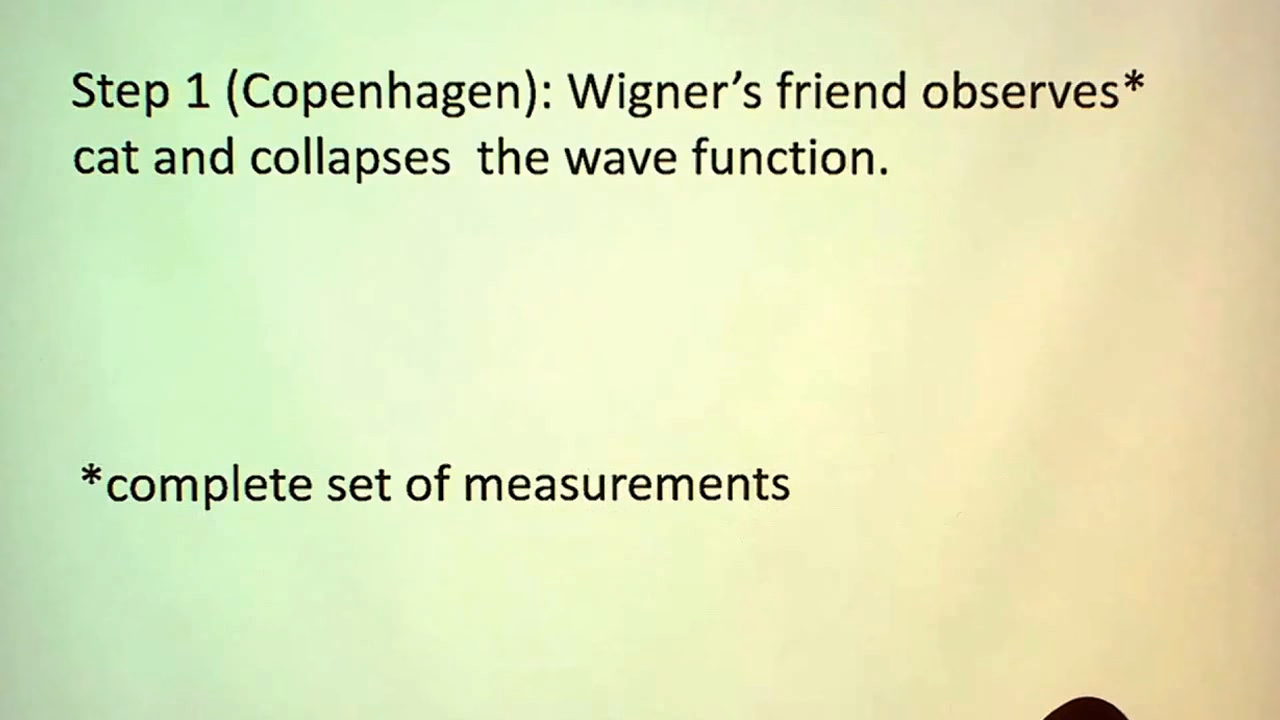 Step 1 (Copenhagen): Wigner’s friend observes*
cat and collapses  the wave function.
*complete set of measurements